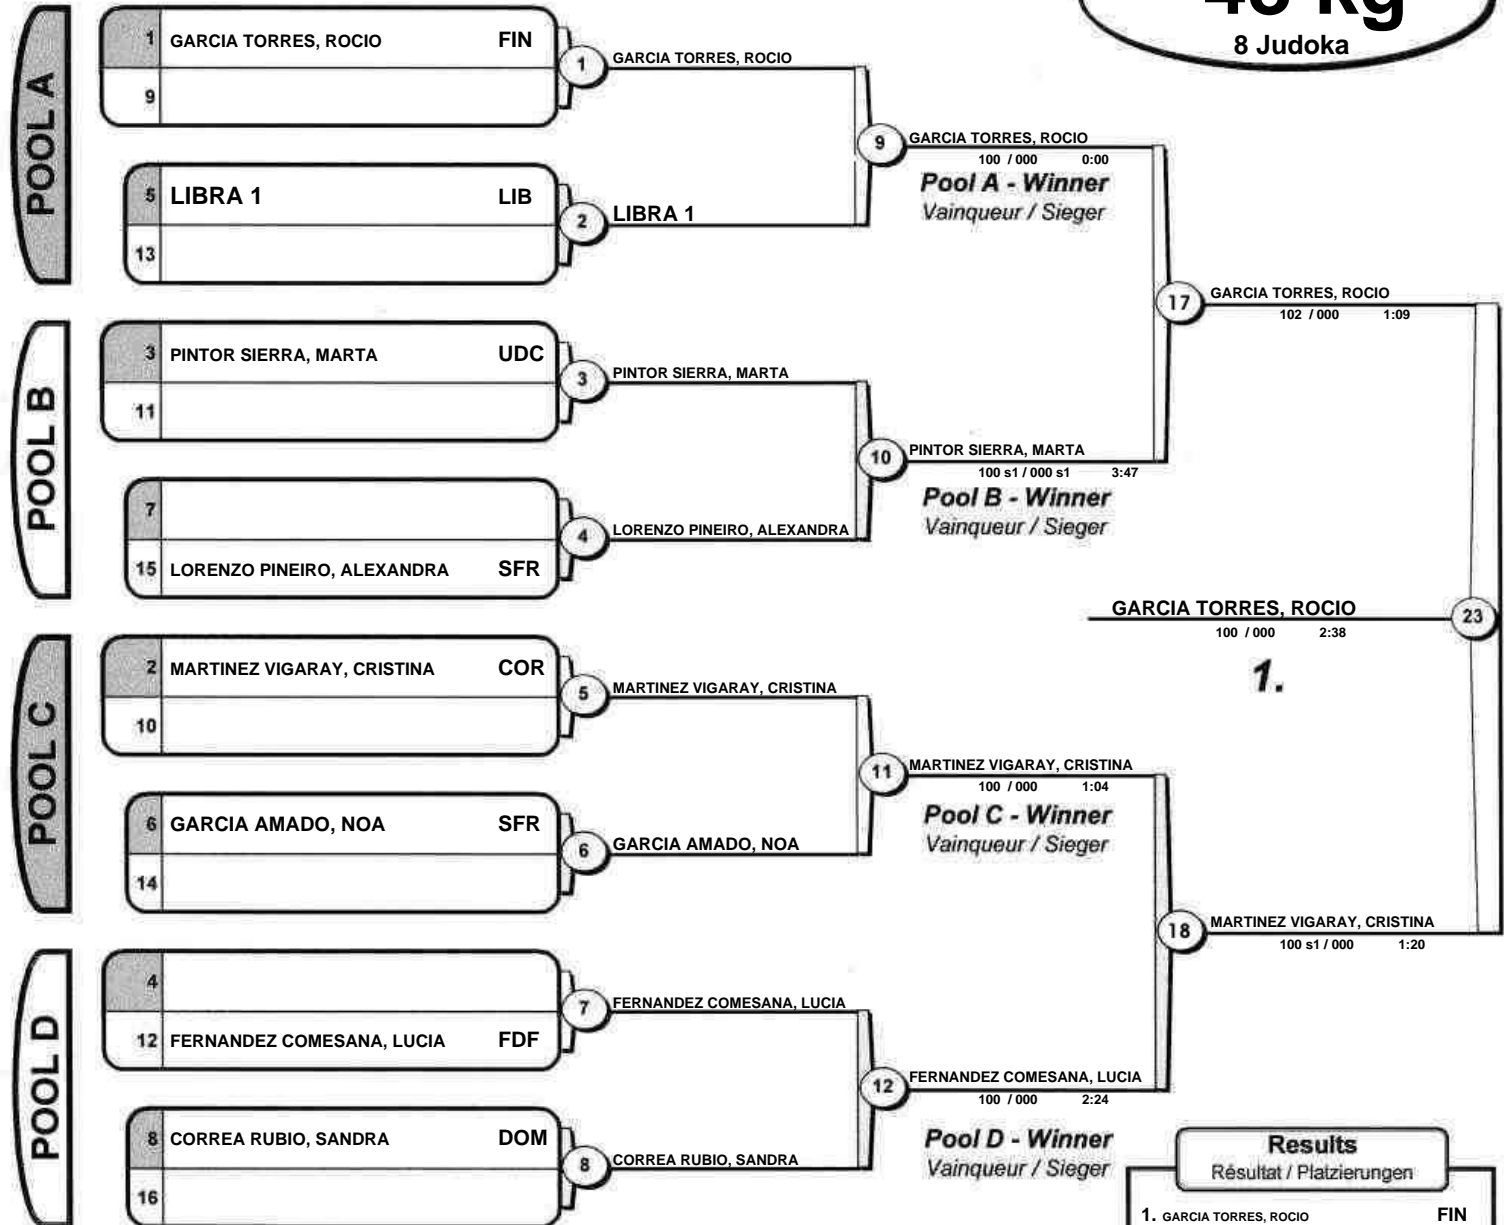 8 Judoka
POOL A
1 GARCIA TORRES, ROCIO FIN
9
1 GARCIA TORRES, ROCIO
5 LIBRA 1 LIB
13
2 LIBRA 1
9 GARCIA TORRES, ROCIO
100 / 000 0:00
Pool A - Winner
Vainqueur / Sieger
POOL B
3 PINTOR SIERRA, MARTA UDC
11
3 PINTOR SIERRA, MARTA
7
15 LORENZO PINEIRO, ALEXANDRA SFR
4 LORENZO PINEIRO, ALEXANDRA
10 PINTOR SIERRA, MARTA
100 s1 / 000 s1 3:47
Pool B - Winner
Vainqueur / Sieger
17 GARCIA TORRES, ROCIO
102 / 000 1:09
GARCIA TORRES, ROCIO 23
100 / 000 2:38
1.
POOL C
2 MARTINEZ VIGARAY, CRISTINA COR
10
5 MARTINEZ VIGARAY, CRISTINA
6 GARCIA AMADO, NOA SFR
14
6 GARCIA AMADO, NOA
11 MARTINEZ VIGARAY, CRISTINA
100 / 000 1:04
Pool C - Winner
Vainqueur / Sieger
POOL D
4
12 FERNANDEZ COMESANA, LUCIA FDF
7 FERNANDEZ COMESANA, LUCIA
8 CORREA RUBIO, SANDRA DOM
16
8 CORREA RUBIO, SANDRA
12 FERNANDEZ COMESANA, LUCIA
100 / 000 2:24
Pool D - Winner
Vainqueur / Sieger
18 MARTINEZ VIGARAY, CRISTINA
100 s1 / 000 1:20
Results
Résultat / Platzierungen
1. GARCIA TORRES, ROCIO FIN